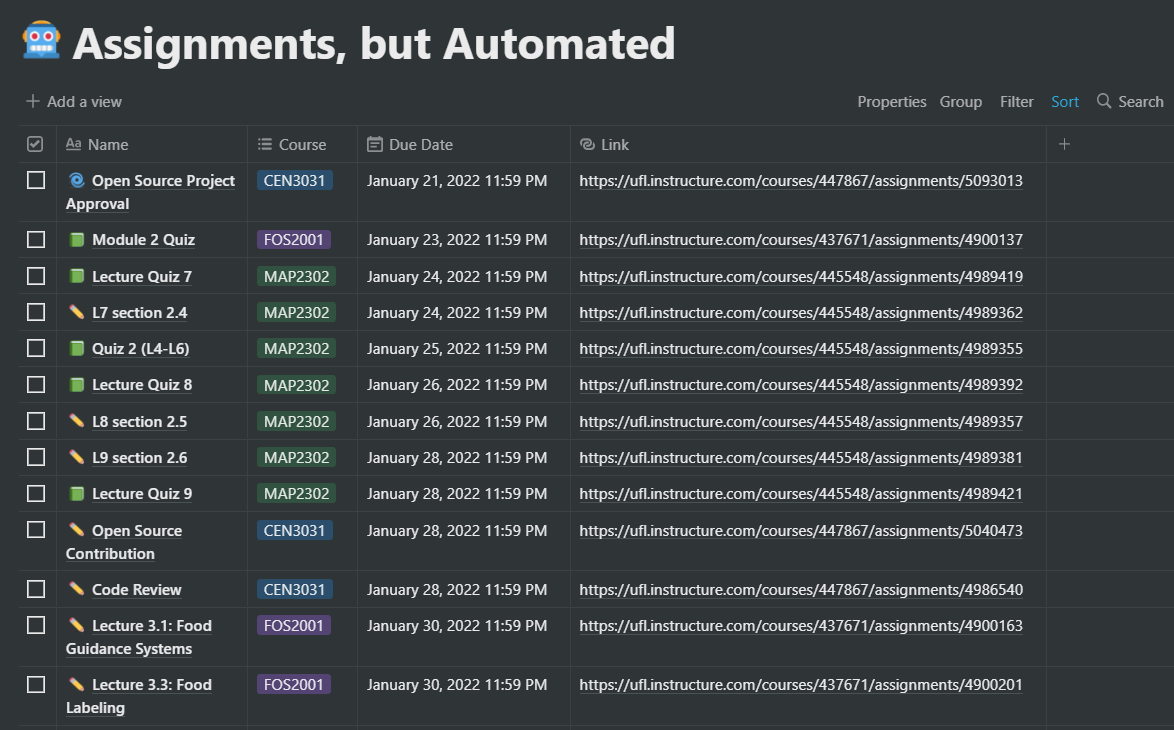 Assignments, but Automated
Add a view Properties Group Filter Sort Search
Aa Name Course Due Date Link
Open Source Project CEN3031 January 21, 2022 11:59 PM https://ufl.instructure.com/courses/447867/assignments/5093013
Approval
Module 2 Quiz FOS2001 January 23, 2022 11:59 PM https://ufl.instructure.com/courses/437671/assignments/4900137
Lecture Quiz 7 MAP2302 January 24, 2022 11:59 PM https://ufl.instructure.com/courses/445548/assignments/4989419
L7 section 2.4 MAP2302 January 24, 2022 11:59 PM https://ufl.instructure.com/courses/445548/assignments/4989362
Quiz 2 (L4-L6) MAP2302 January 25, 2022 11:59 PM https://ufl.instructure.com/courses/445548/assignments/4989355
Lecture Quiz 8 MAP2302 January 26, 2022 11:59 PM https://ufl.instructure.com/courses/445548/assignments/4989392
L8 section 2.5 MAP2302 January 26, 2022 11:59 PM https://ufl.instructure.com/courses/445548/assignments/4989357
L9 section 2.6 MAP2302 January 28, 2022 11:59 PM https://ufl.instructure.com/courses/445548/assignments/4989381
Lecture Quiz 9 MAP2302 January 28, 2022 11:59 PM https://ufl.instructure.com/courses/445548/assignments/4989421
Open Source CEN3031 January 28, 2022 11:59 PM https://ufl.instructure.com/courses/447867/assignments/5040473
Contribution
Code Review CEN3031 January 28, 2022 11:59 PM https://ufl.instructure.com/courses/447867/assignments/4986540
Lecture 3.1: Food FOS2001 January 30, 2022 11:59 PM https://ufl.instructure.com/courses/437671/assignments/4900163
Guidance Systems
Lecture 3.3: Food FOS2001 January 30, 2022 11:59 PM https://ufl.instructure.com/courses/437671/assignments/4900201
Labeling